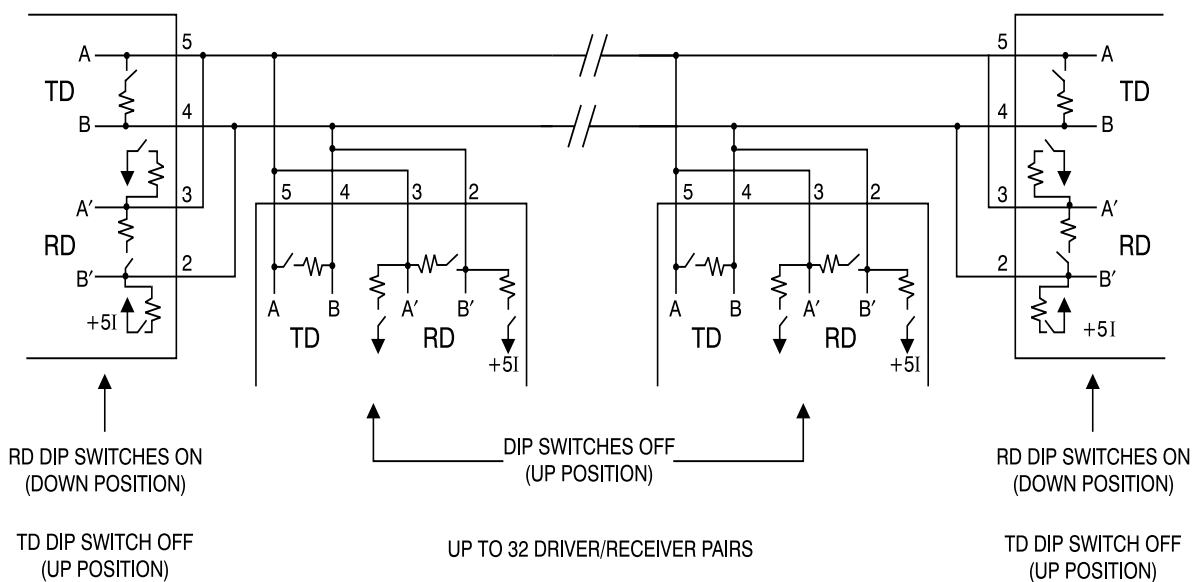 A 5 5 A
TD TD
B 4 4 B
5 4 3 2 5 4 3 2
A′ 3 3 A′
RD RD
B′ 2 2 B′
+5I +5I
A B A′ B′ A B A′ B′
TD RD TD RD
+5I +5I
RD DIP SWITCHES ON
(DOWN POSITION)
TD DIP SWITCH OFF
(UP POSITION)
DIP SWITCHES OFF
(UP POSITION)
UP TO 32 DRIVER/RECEIVER PAIRS
RD DIP SWITCHES ON
(DOWN POSITION)
TD DIP SWITCH OFF
(UP POSITION)